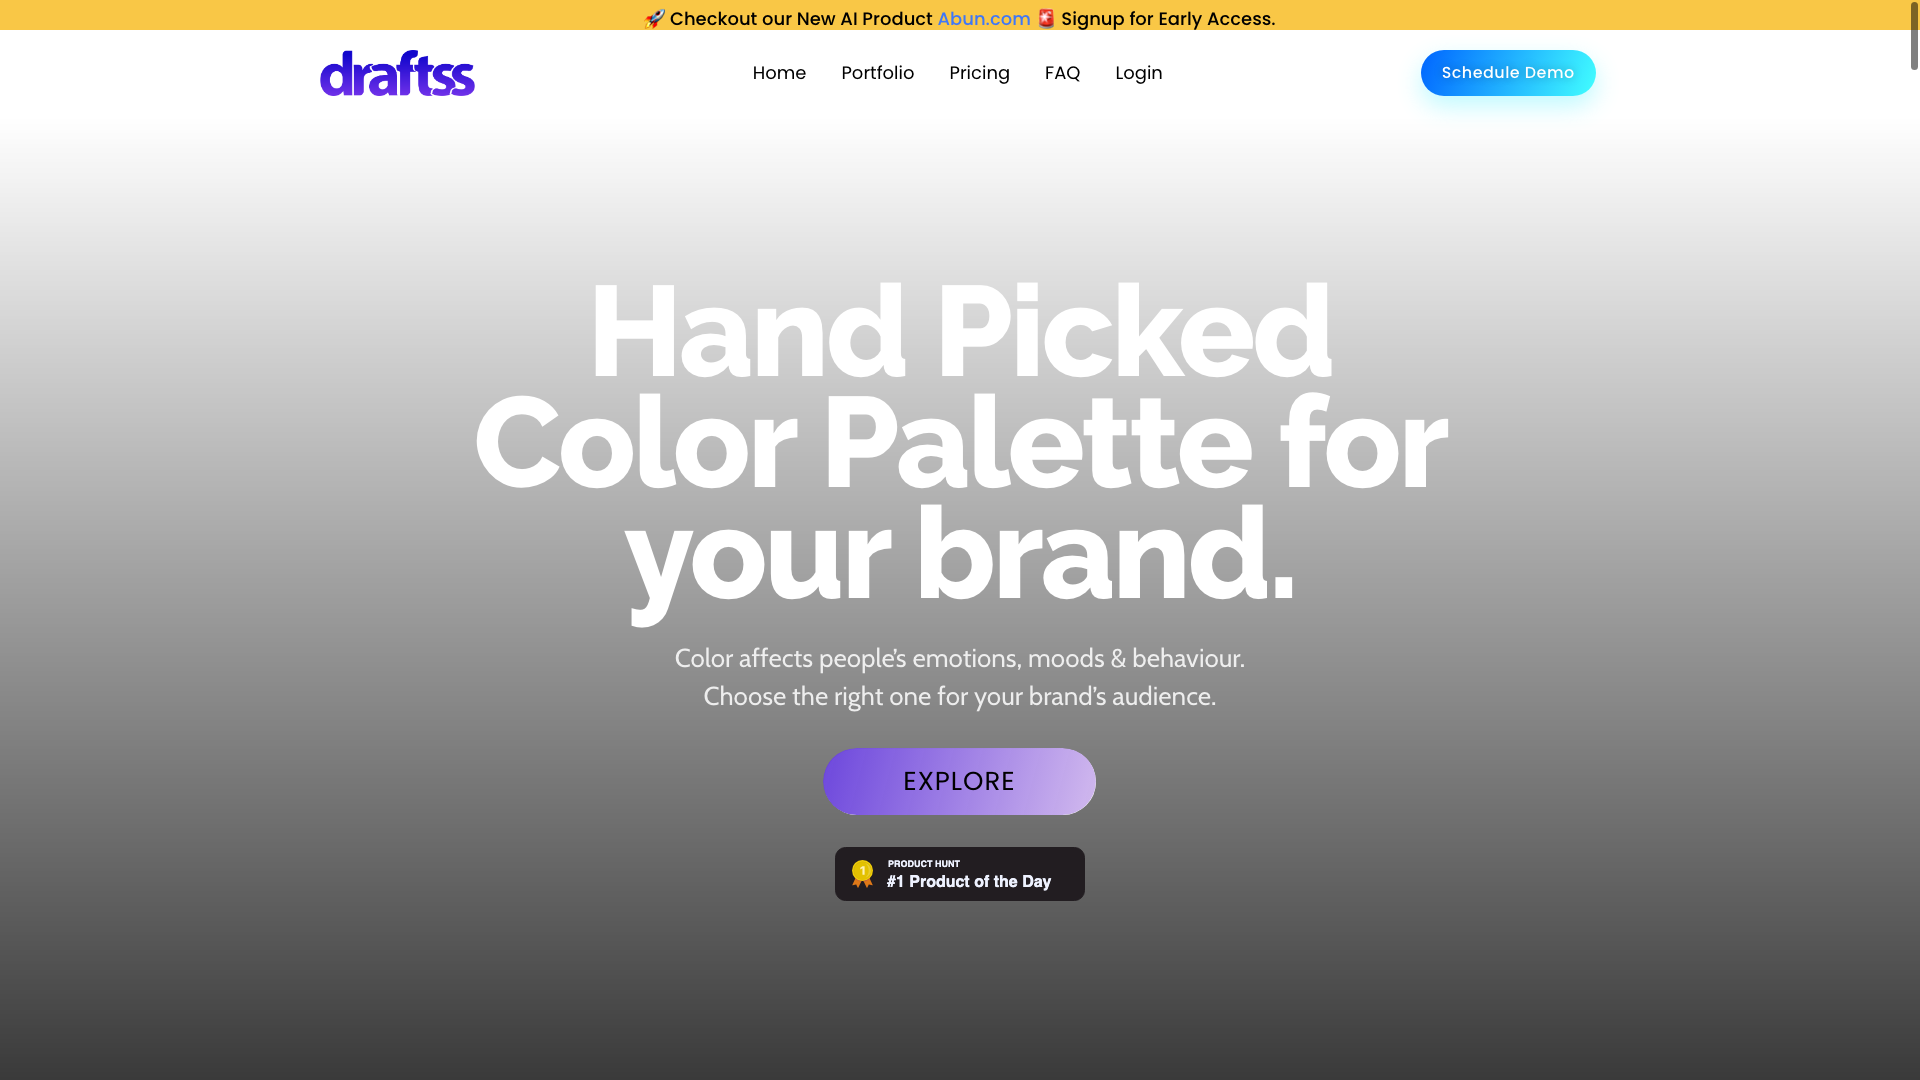 🚀 Checkout our New AI Product Abun.com 🚨 Signup for Early Access.
draftss
Home
Portfolio
Pricing
FAQ
Login
Schedule Demo
Hand Picked
Color Palette for
your brand.
Color affects people’s emotions, moods & behaviour.
Choose the right one for your brand’s audience.
EXPLORE
1
PRODUCT HUNT
#1 Product of the Day